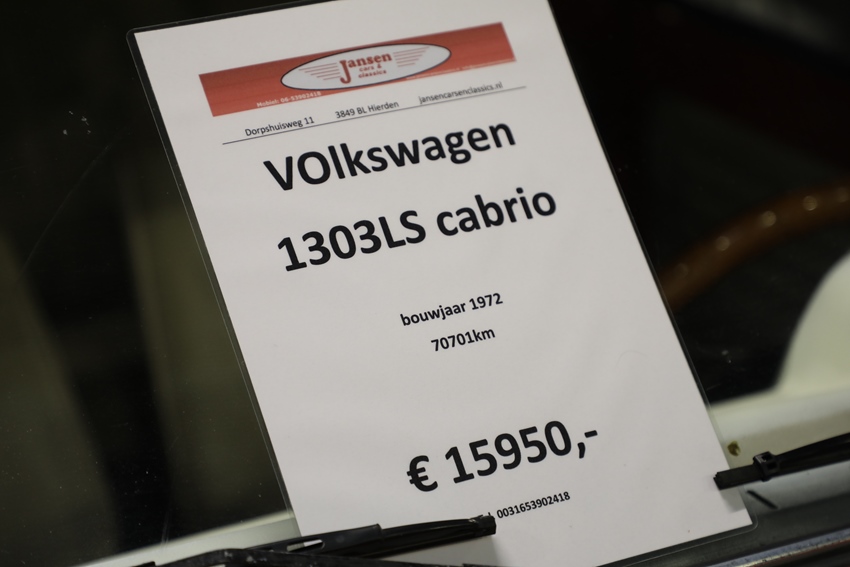 Jansen
cars &
classics
Mobiel: 06-53902418
Dorpshuisweg 11 3849 BL Hierden jansencarsenclassics.nl
VOlkswagen
1303LS cabrio
bouwjaar 1972
70701km
€ 15950,-
0031653902418